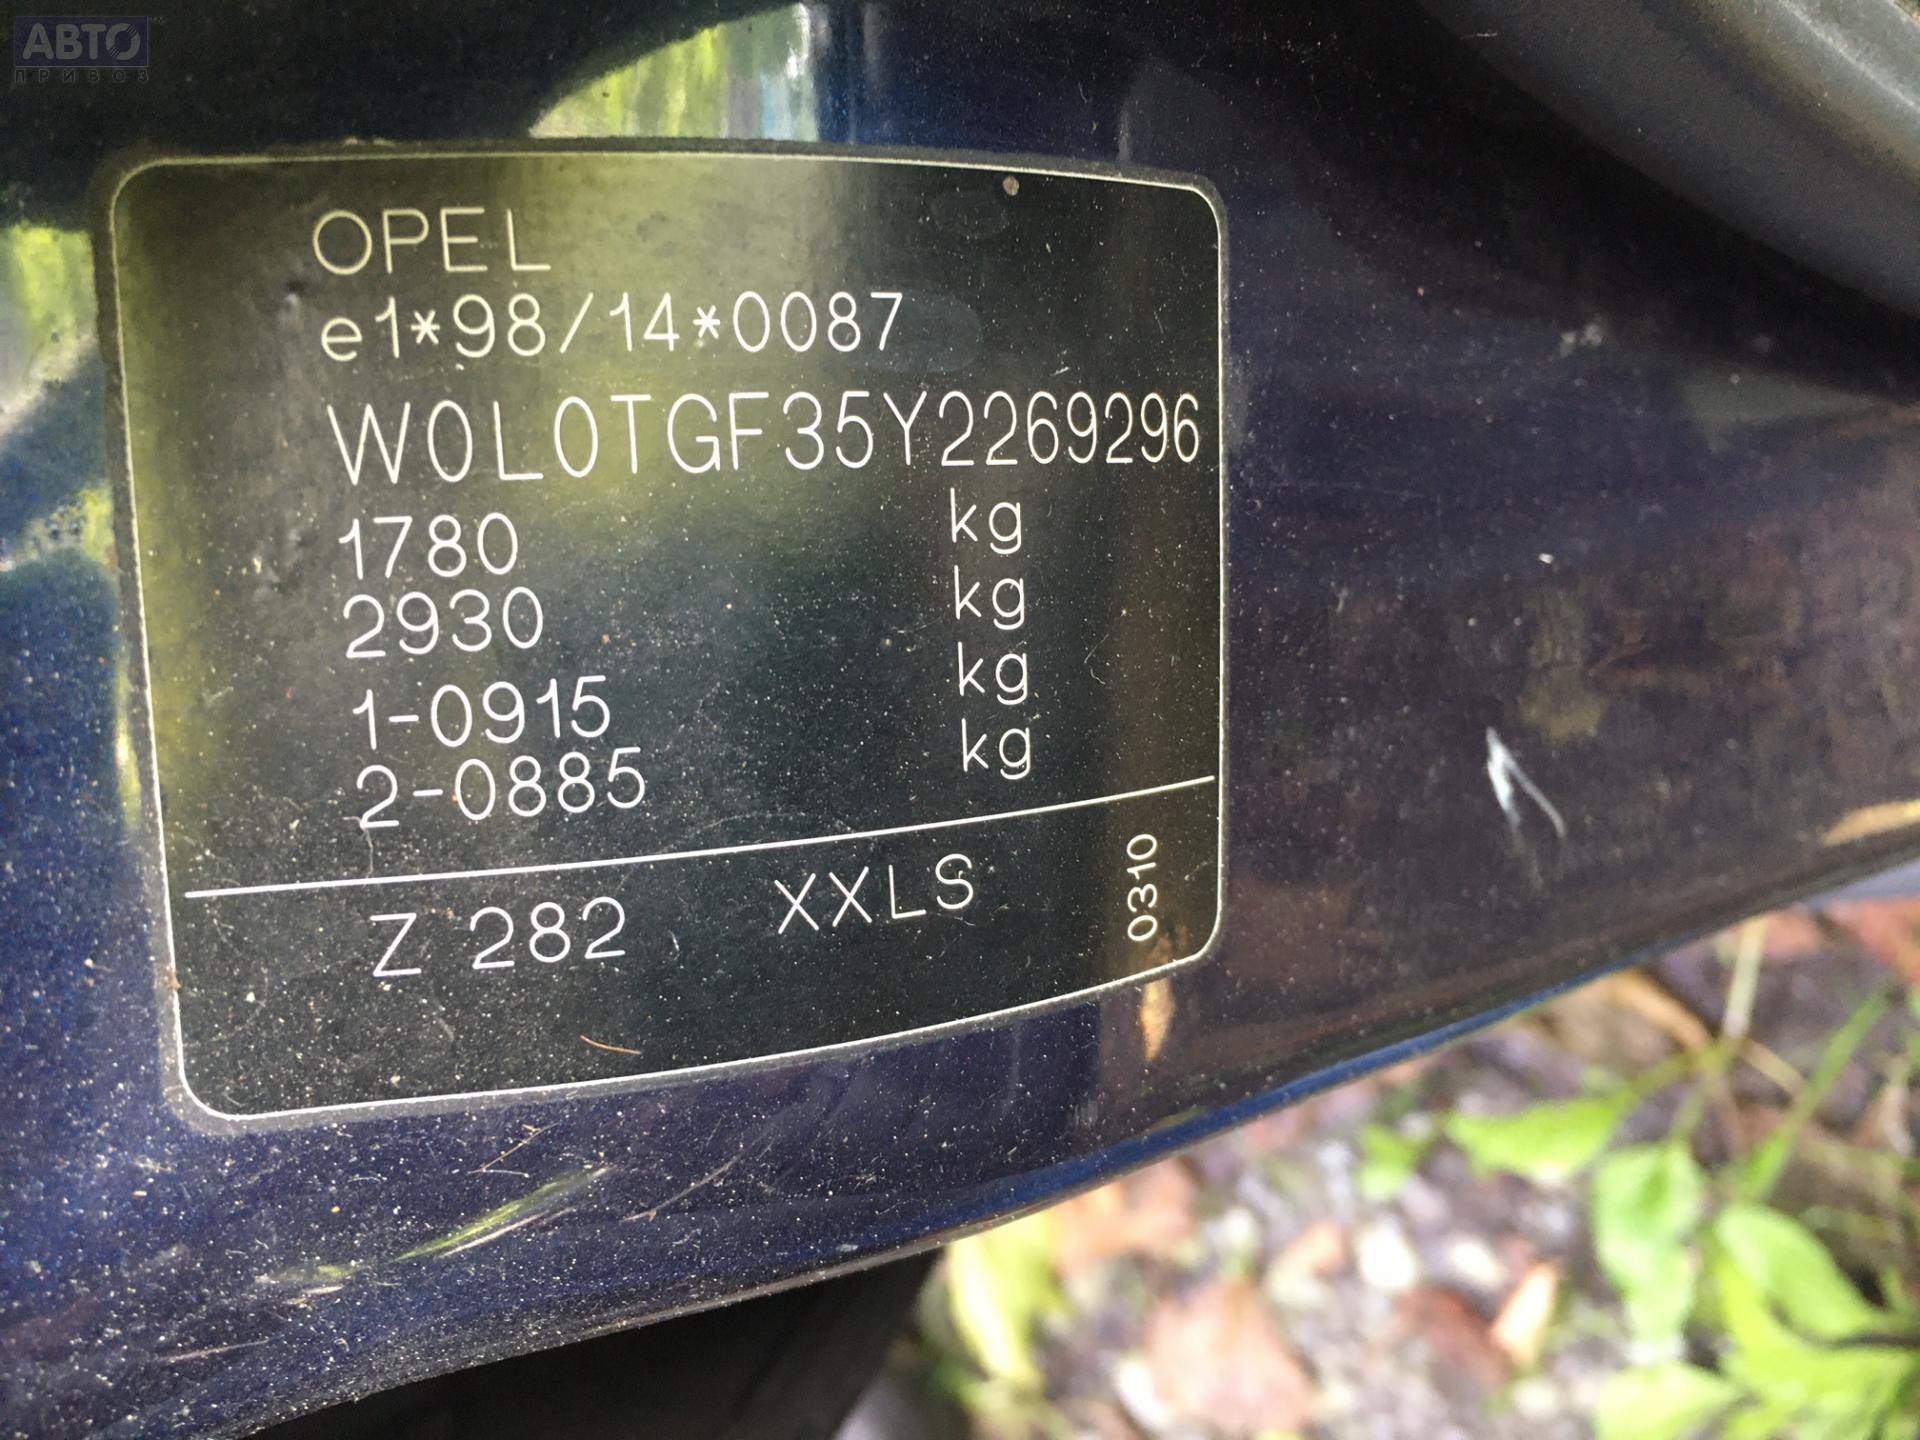 АВТО
ПРИВОЗ
OPEL
e1*98/14*0087
W0L0TGF35Y2269296
1780 kg
2930 kg
1-0915 kg
2-0885 kg
Z 282 XXLS 0310